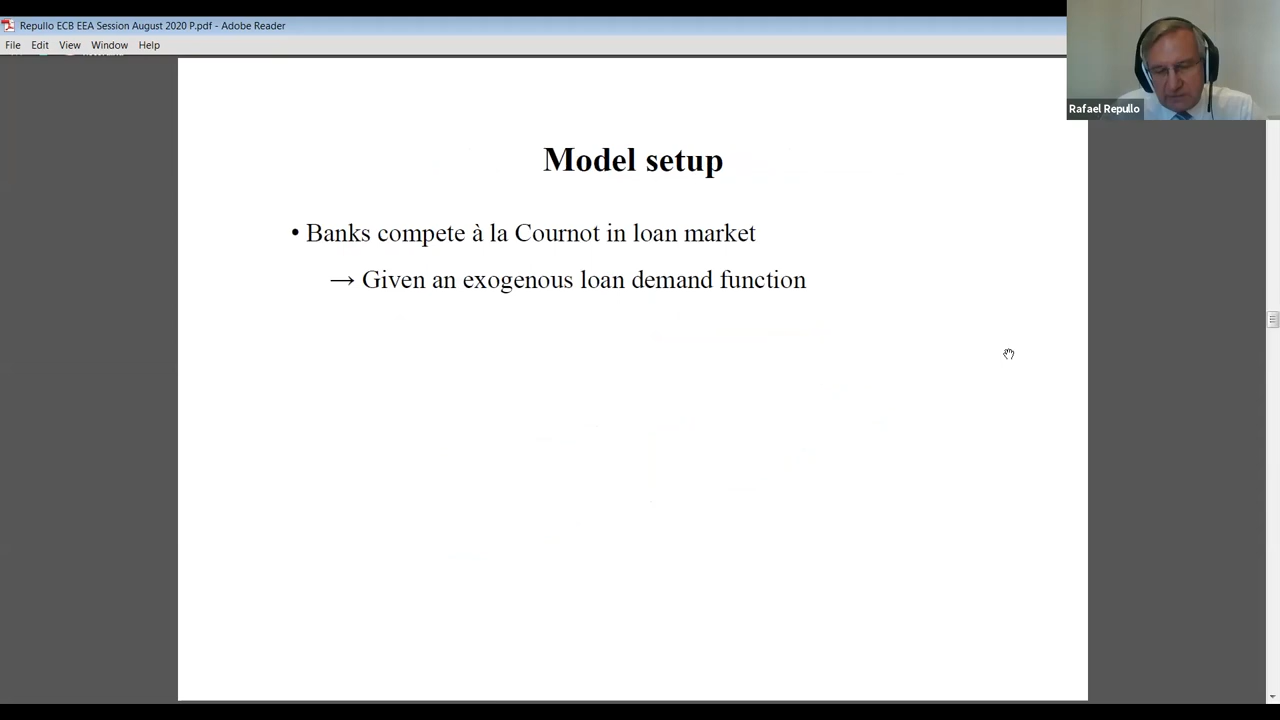 Repullo ECB EEA Session August 2020 P.pdf - Adobe Reader
File Edit View Window Help
Rafael Repullo
Model setup
• Banks compete à la Cournot in loan market
→ Given an exogenous loan demand function